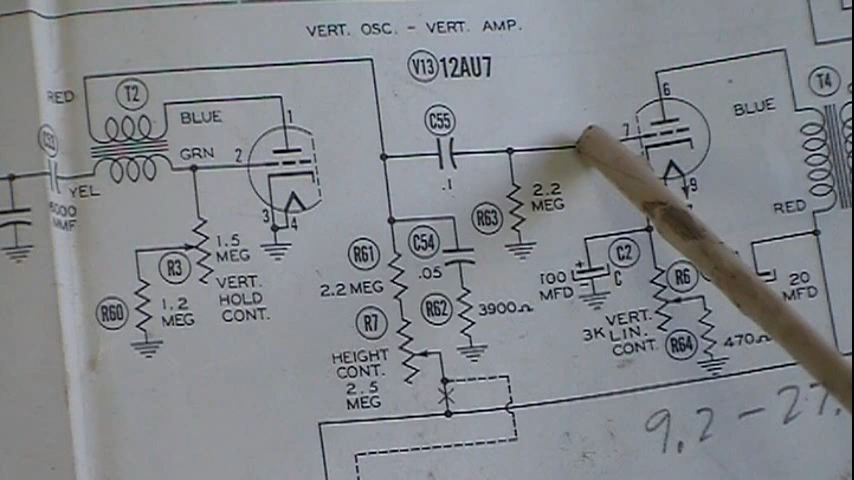 VERT. OSC. - VERT. AMP.
V13 12AU7
RED
T2
BLUE
1
GRN
2
YEL
3
4
1.5
MEG
R3
VERT.
HOLD
CONT.
R60
1.2
MEG
C55
.1
R63
2.2
MEG
R61
2.2 MEG
C54
.05
R62
3900Ω
R7
HEIGHT
CONT.
2.5
MEG
6
7
9
BLUE
T4
RED
100
MFD
+
C2
C
R6
3K
VERT.
LIN.
CONT.
R64
470Ω
20
MFD
9.2 - 27.